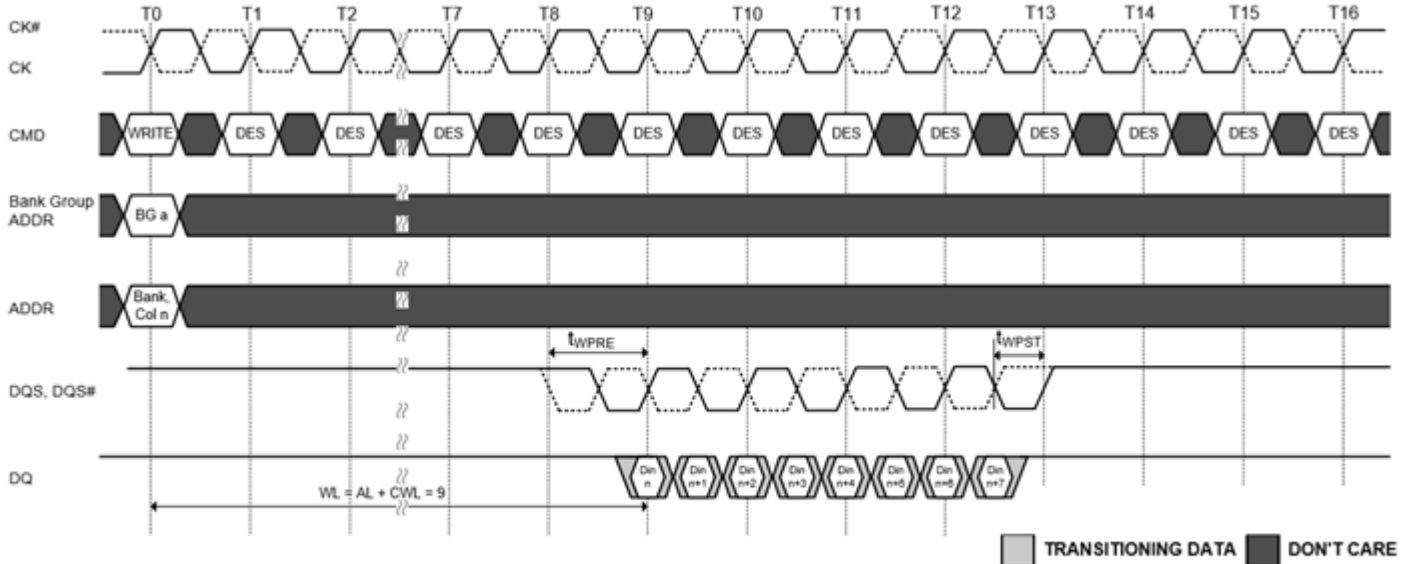 T0 T1 T2 T7 T8 T9 T10 T11 T12 T13 T14 T15 T16
CK#
CK
CMD WRITE DES DES DES DES DES DES DES DES DES DES DES DES
Bank Group
ADDR
BG a
ADDR
Bank,
Col n
tWPRE tWPST
DQS, DQS#
DQ
Din Din Din Din Din Din Din Din
n n+1 n+2 n+3 n+4 n+5 n=6 n+7
WL = AL + CWL = 9
TRANSITIONING DATA DON'T CARE